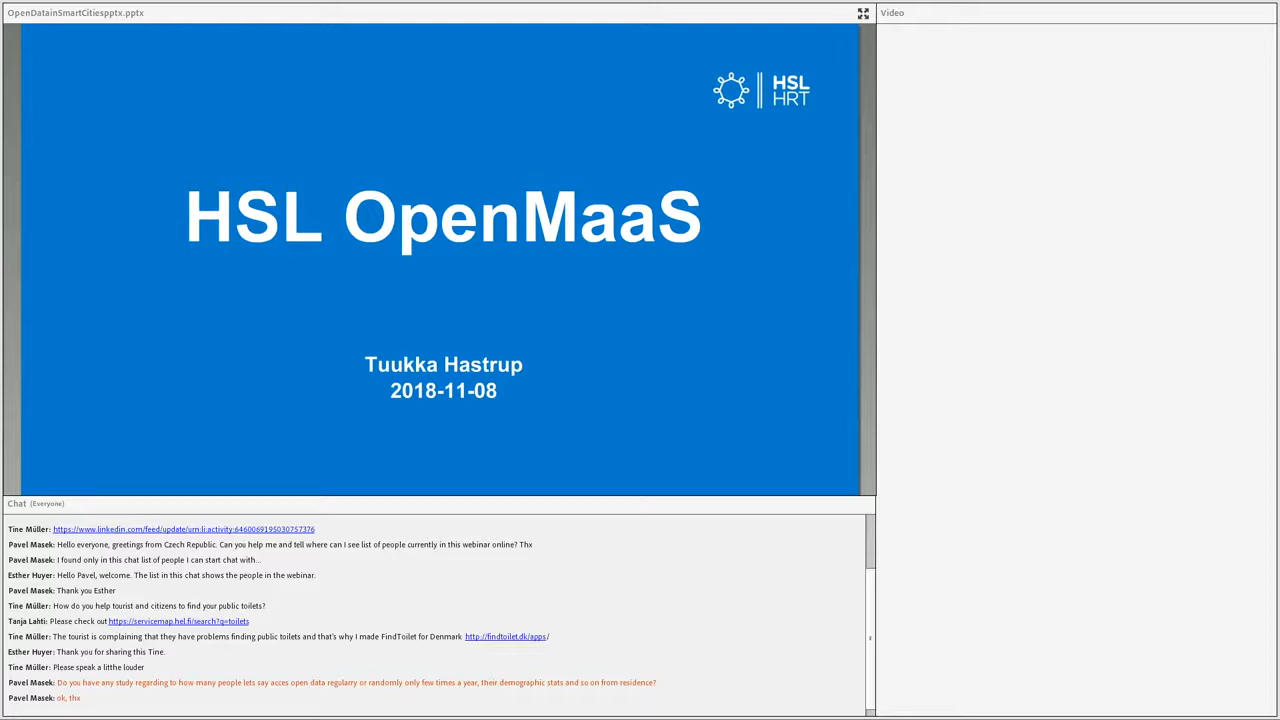 OpenDatainSmartCitiespptx.pptx
Video
HSL
HRT
HSL OpenMaaS
Tuukka Hastrup
2018-11-08
Chat (Everyone)
Tine Müller: https://www.linkedin.com/feed/update/urn:li:activity:6460069195030757376
Pavel Masek: Hello everyone, greetings from Czech Republic. Can you help me and tell where can I see list of people currently in this webinar online? Thx
Pavel Masek: I found only in this chat list of people I can start chat with...
Esther Huyer: Hello Pavel, welcome. The list in this chat shows the people in the webinar.
Pavel Masek: Thank you Esther
Tine Müller: How do you help tourist and citizens to find your public toilets?
Tanja Lahti: Please check out https://servicemap.hel.fi/search?q=toilets
Tine Müller: The tourist is complaining that they have problems finding public toilets and that's why I made FindToilet for Denmark http://findtoilet.dk/apps/
Esther Huyer: Thank you for sharing this Tine.
Tine Müller: Please speak a litthe louder
Pavel Masek: Do you have any study regarding to how many people lets say acces open data regularry or randomly only few times a year, their demographic stats and so on from residence?
Pavel Masek: ok, thx